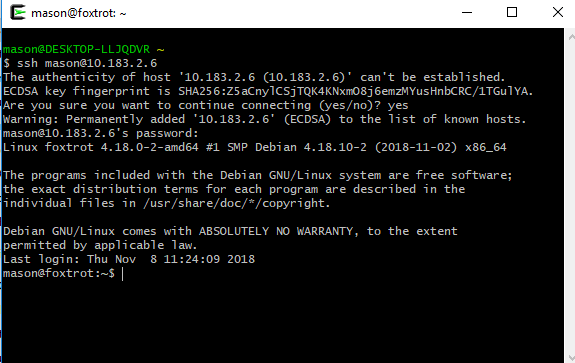 mason@foxtrot: ~
mason@DESKTOP-LLJQDVR ~
$ ssh mason@10.183.2.6
The authenticity of host '10.183.2.6 (10.183.2.6)' can't be established.
ECDSA key fingerprint is SHA256:Z5aCnylCSjTQK4KNxmO8j6emzMYusHnbCRC/1TGulYA.
Are you sure you want to continue connecting (yes/no)? yes
Warning: Permanently added '10.183.2.6' (ECDSA) to the list of known hosts.
mason@10.183.2.6's password:
Linux foxtrot 4.18.0-2-amd64 #1 SMP Debian 4.18.10-2 (2018-11-02) x86_64
The programs included with the Debian GNU/Linux system are free software;
the exact distribution terms for each program are described in the
individual files in /usr/share/doc/*/copyright.
Debian GNU/Linux comes with ABSOLUTELY NO WARRANTY, to the extent
permitted by applicable law.
Last login: Thu Nov  8 11:24:09 2018
mason@foxtrot:~$